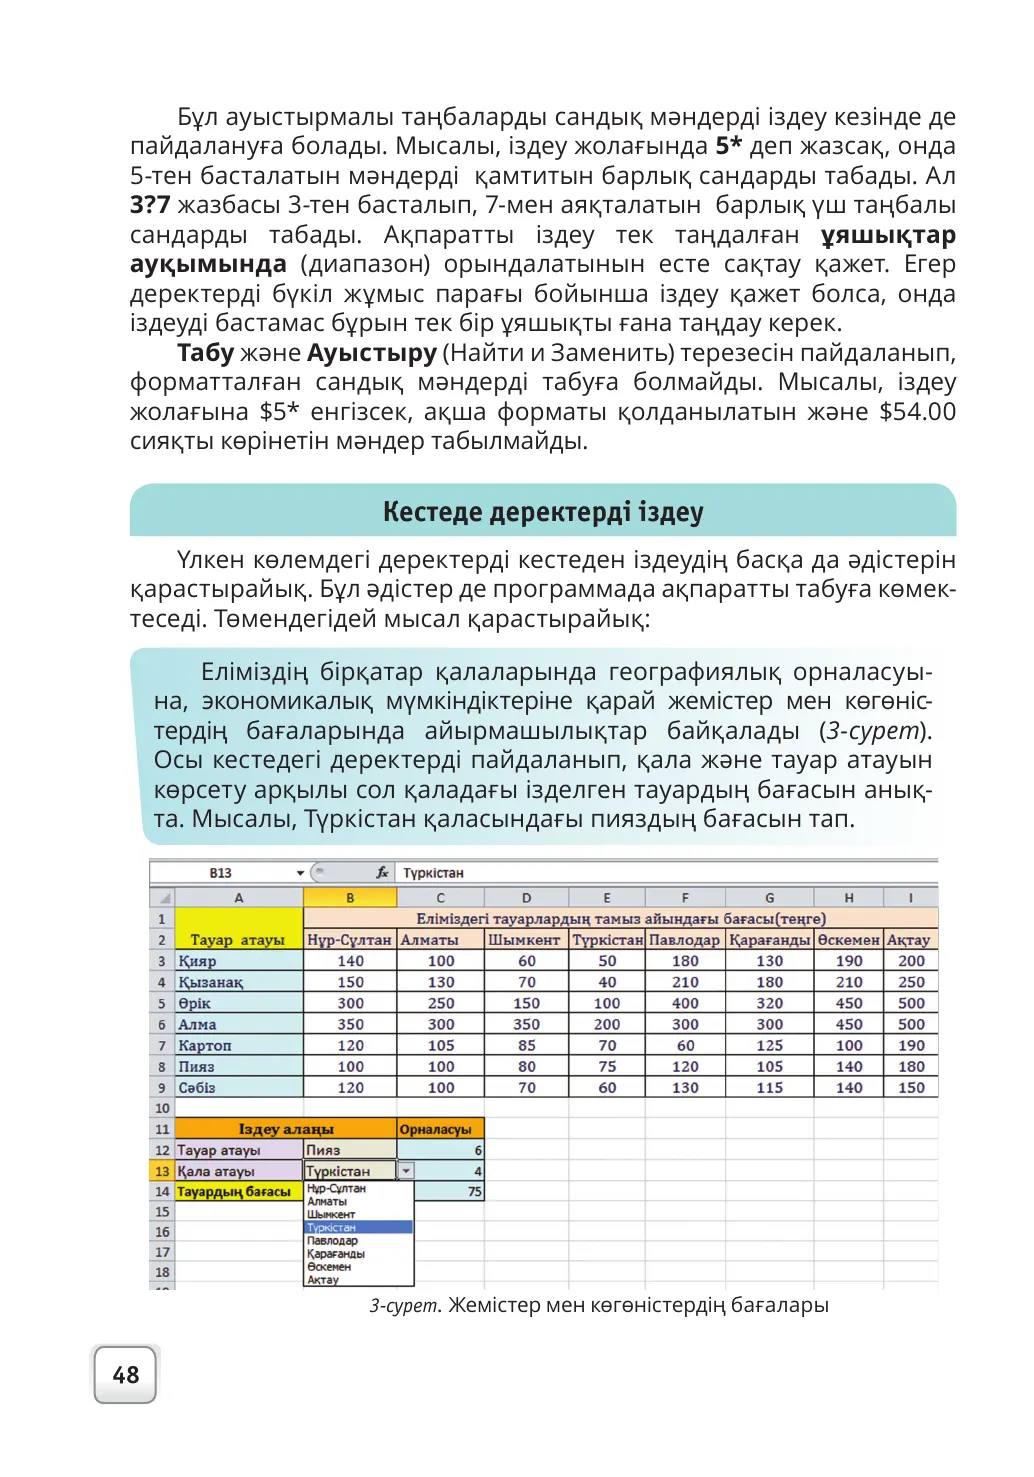 Бұл ауыстырмалы таңбаларды сандық мәндерді іздеу кезінде де
пайдалануға болады. Мысалы, іздеу жолағында 5* деп жазсақ, онда
5-тен басталатын мәндерді қамтитын барлық сандарды табады. Ал
3?7 жазбасы 3-тен басталып, 7-мен аяқталатын барлық үш таңбалы
сандарды табады. Ақпаратты іздеу тек таңдалған ұяшықтар
ауқымында (диапазон) орындалатынын есте сақтау қажет. Егер
деректерді бүкіл жұмыс парағы бойынша іздеу қажет болса, онда
іздеуді бастамас бұрын тек бір ұяшықты ғана таңдау керек.
Табу және Ауыстыру (Найти и Заменить) терезесін пайдаланып,
форматталған сандық мәндерді табуға болмайды. Мысалы, іздеу
жолағына $5* енгізсек, ақша форматы қолданылатын және $54.00
сияқты көрінетін мәндер табылмайды.
Кестеде деректерді іздеу
Үлкен көлемдегі деректерді кестеден іздеудің басқа да әдістерін
қарастырайық. Бұл әдістер де программада ақпаратты табуға көмек-
теседі. Төмендегідей мысал қарастырайық:
Еліміздің бірқатар қалаларында географиялық орналасуы-
на, экономикалық мүмкіндіктеріне қарай жемістер мен көгөніс-
тердің бағаларында айырмашылықтар байқалады (3-сурет).
Осы кестедегі деректерді пайдаланып, қала және тауар атауын
көрсету арқылы сол қаладағы ізделген тауардың бағасын анық-
та. Мысалы, Түркістан қаласындағы пияздың бағасын тап.
B13 fx Түркістан
A B C D E F G H I
1 Еліміздегі тауарлардың тамыз айындағы бағасы(теңге)
2 Тауар атауы Нұр-Сұлтан Алматы Шымкент Түркістан Павлодар Қарағанды Өскемен Ақтау
3 Қияр 140 100 60 50 180 130 190 200
4 Қызанақ 150 130 70 40 210 180 210 250
5 Өрік 300 250 150 100 400 320 450 500
6 Алма 350 300 350 200 300 300 450 500
7 Картоп 120 105 85 70 60 125 100 190
8 Пияз 100 100 80 75 120 105 140 180
9 Сәбіз 120 100 70 60 130 115 140 150
10
11 Іздеу алаңы Орналасуы
12 Тауар атауы Пияз 6
13 Қала атауы Түркістан 4
14 Тауардың бағасы 75
Нұр-Сұлтан
Алматы
15 Шымкент
Түркістан
16 Павлодар
17 Қарағанды
18 Өскемен
Ақтау
3-сурет. Жемістер мен көгөністердің бағалары
48